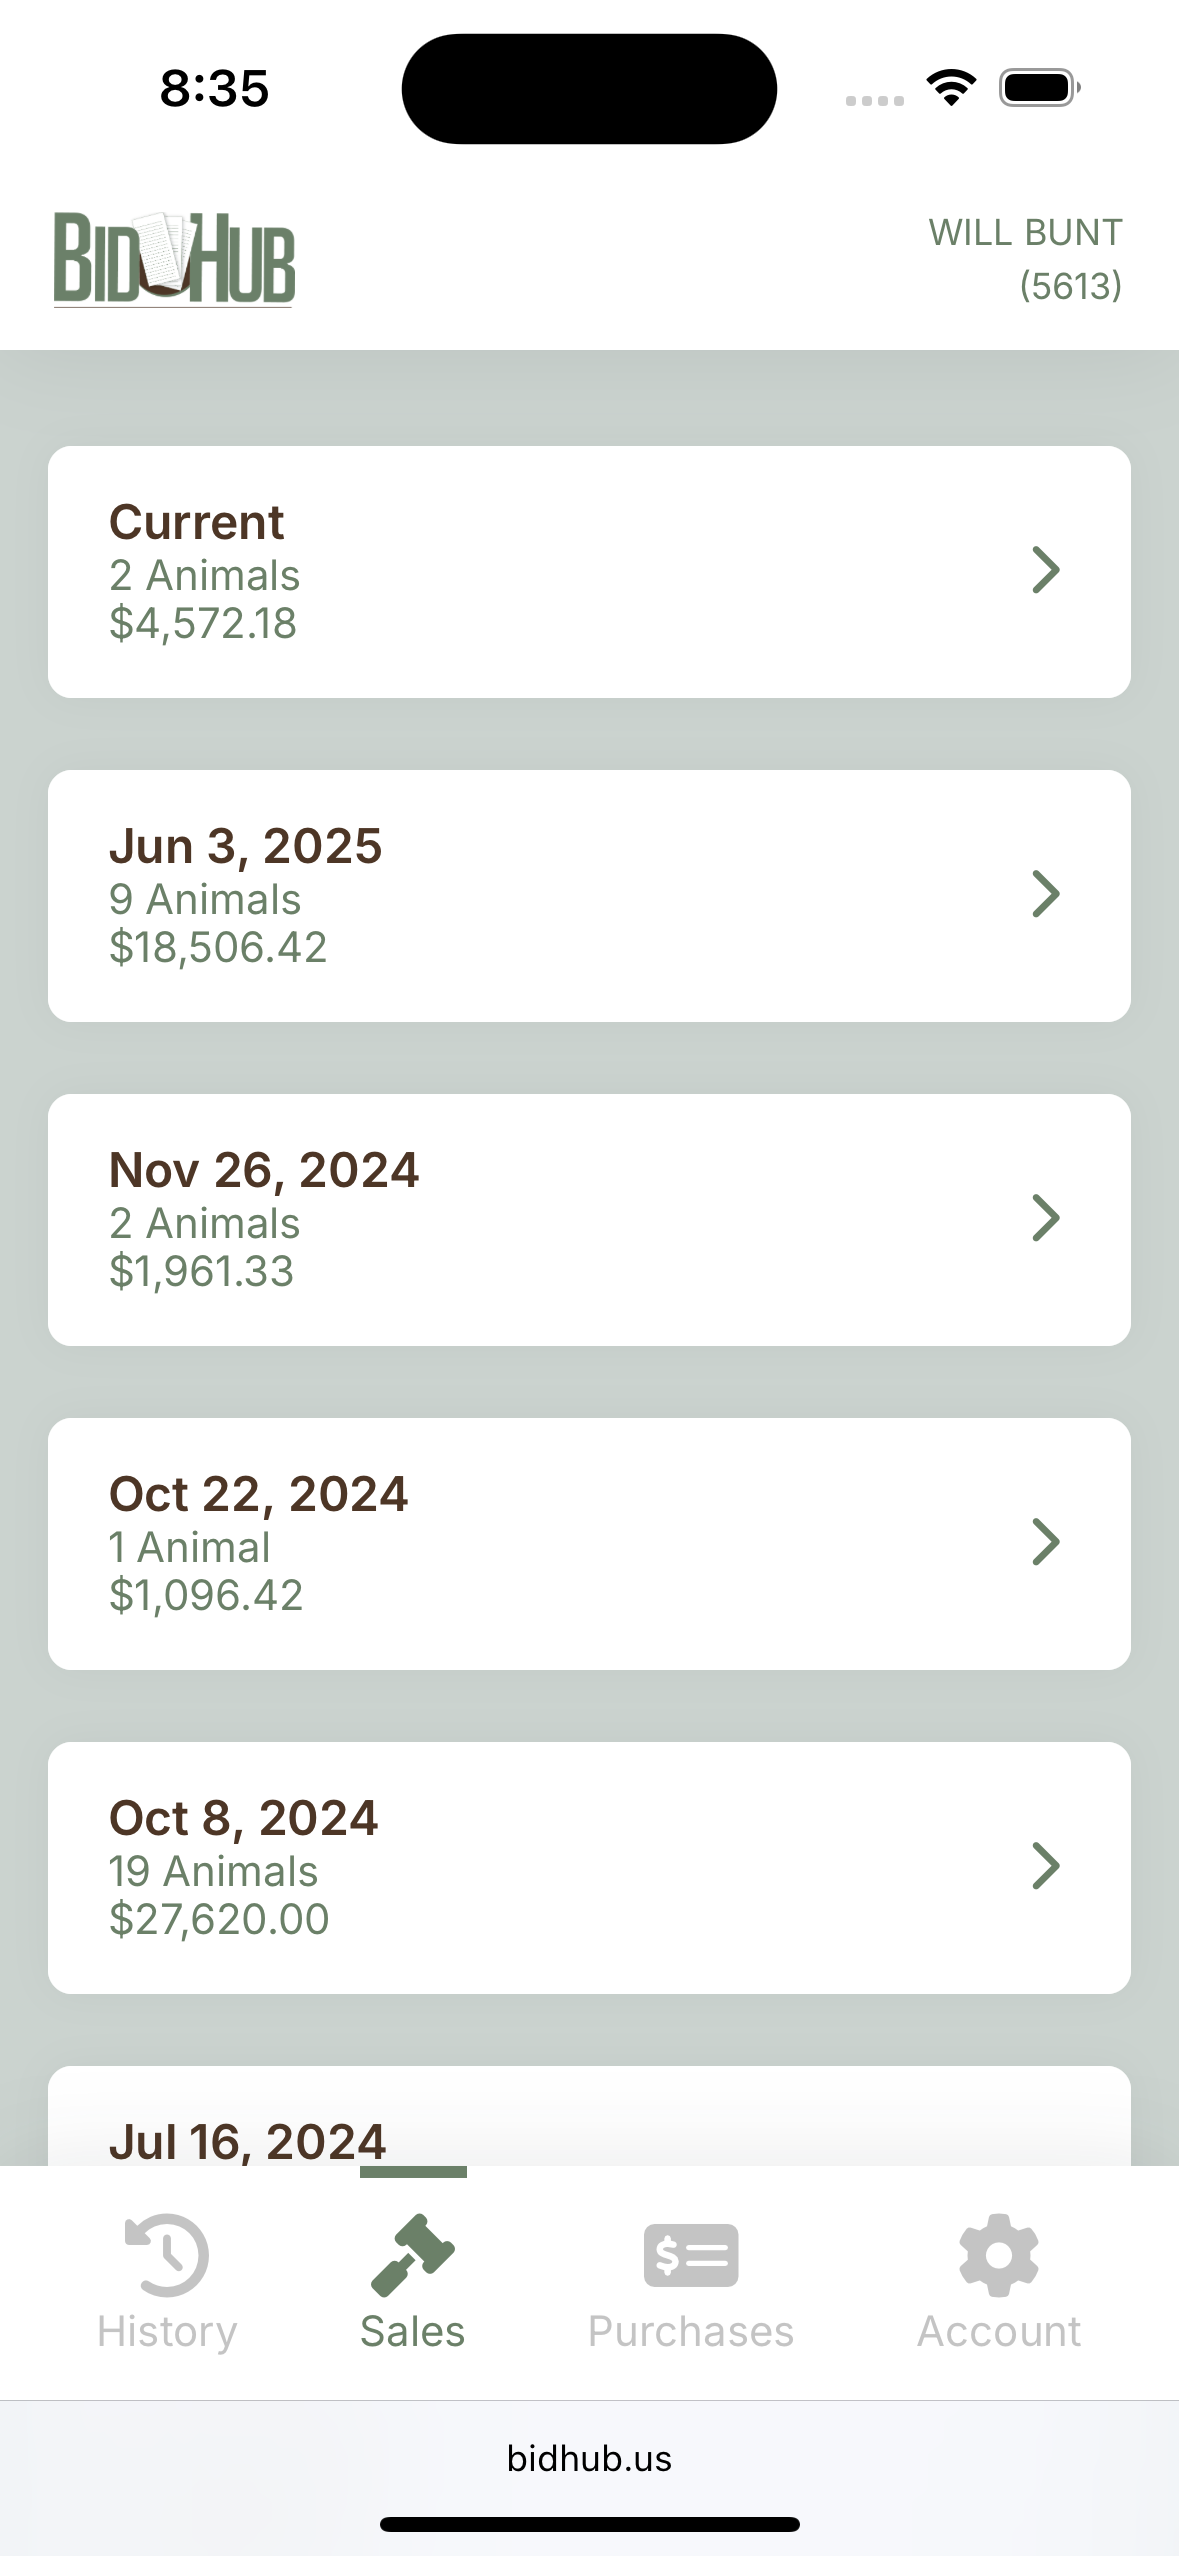 8:35
BIDHUB
WILL BUNT
(5613)
Current
2 Animals
$4,572.18
Jun 3, 2025
9 Animals
$18,506.42
Nov 26, 2024
2 Animals
$1,961.33
Oct 22, 2024
1 Animal
$1,096.42
Oct 8, 2024
19 Animals
$27,620.00
Jul 16, 2024
History
Sales
Purchases
Account
bidhub.us